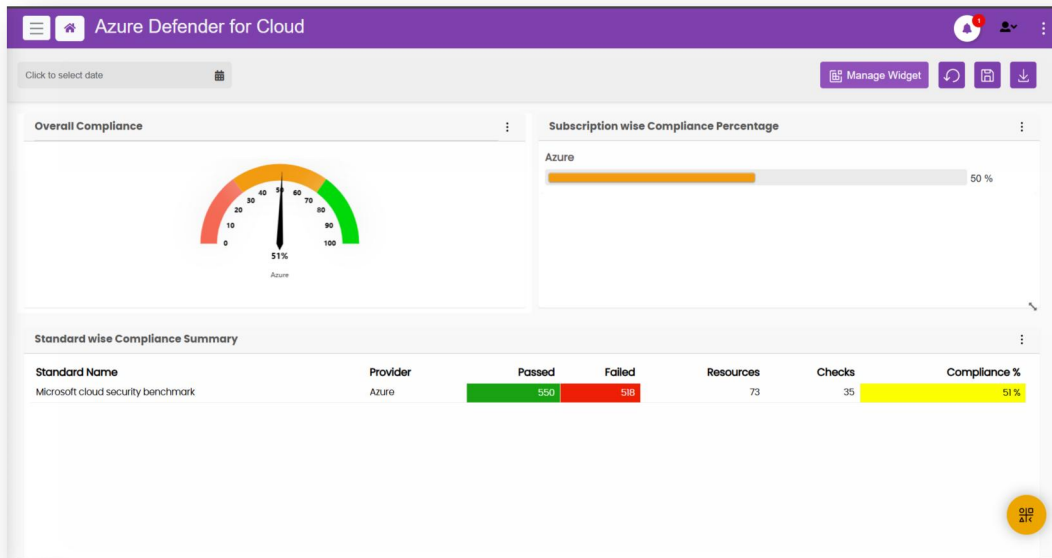 Azure Defender for Cloud
1
Click to select date
Manage Widget
Overall Compliance
Subscription wise Compliance Percentage
0 10 20 30 40 50 60 70 80 90 100
51%
Azure
Azure
50 %
Standard wise Compliance Summary
Standard Name Provider Passed Failed Resources Checks Compliance %
Microsoft cloud security benchmark Azure 550 518 73 35 51 %